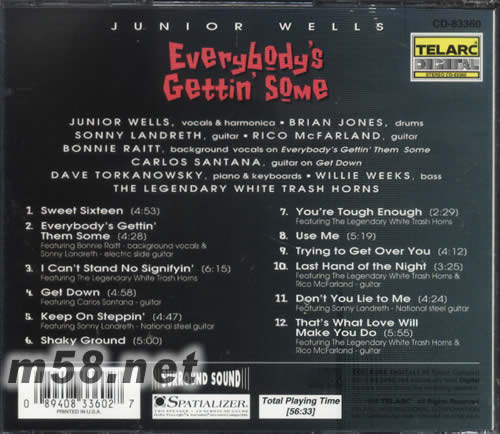 JUNIOR WELLS
CD-83360
Everybody's
Gettin' Some
TELARC
DIGITAL
STEREO CD-83360
JUNIOR WELLS, vocals & harmonica • BRIAN JONES, drums
SONNY LANDRETH, guitar • RICO McFARLAND, guitar
BONNIE RAITT, background vocals on Everybody's Gettin' Them Some
CARLOS SANTANA, guitar on Get Down
DAVE TORKANOWSKY, piano & keyboards • WILLIE WEEKS, bass
THE LEGENDARY WHITE TRASH HORNS
1. Sweet Sixteen (4:53)
2. Everybody's Gettin'
Them Some (4:28)
Featuring Bonnie Raitt - background vocals &
Sonny Landreth - electric slide guitar
3. I Can't Stand No Signifyin' (6:15)
Featuring The Legendary White Trash Horns
4. Get Down (4:58)
Featuring Carlos Santana - guitar
5. Keep On Steppin' (4:47)
Featuring Sonny Landreth - National steel guitar
6. Shaky Ground (5:00)
7. You're Tough Enough (2:29)
Featuring The Legendary White Trash Horns
8. Use Me (5:19)
9. Trying to Get Over You (4:12)
10. Last Hand of the Night (3:25)
Featuring The Legendary White Trash Horns &
Rico McFarland - guitar
11. Don't You Lie to Me (4:24)
Featuring Sonny Landreth - National steel guitar
12. That's What Love Will
Make You Do (5:55)
Featuring The Legendary White Trash Horns &
Rico McFarland - guitar
m58.net
0 89408 33602 7
PRINTED IN U.S.A.
SURROUND SOUND
SPATIALIZER
Total Playing Time
[56:33]